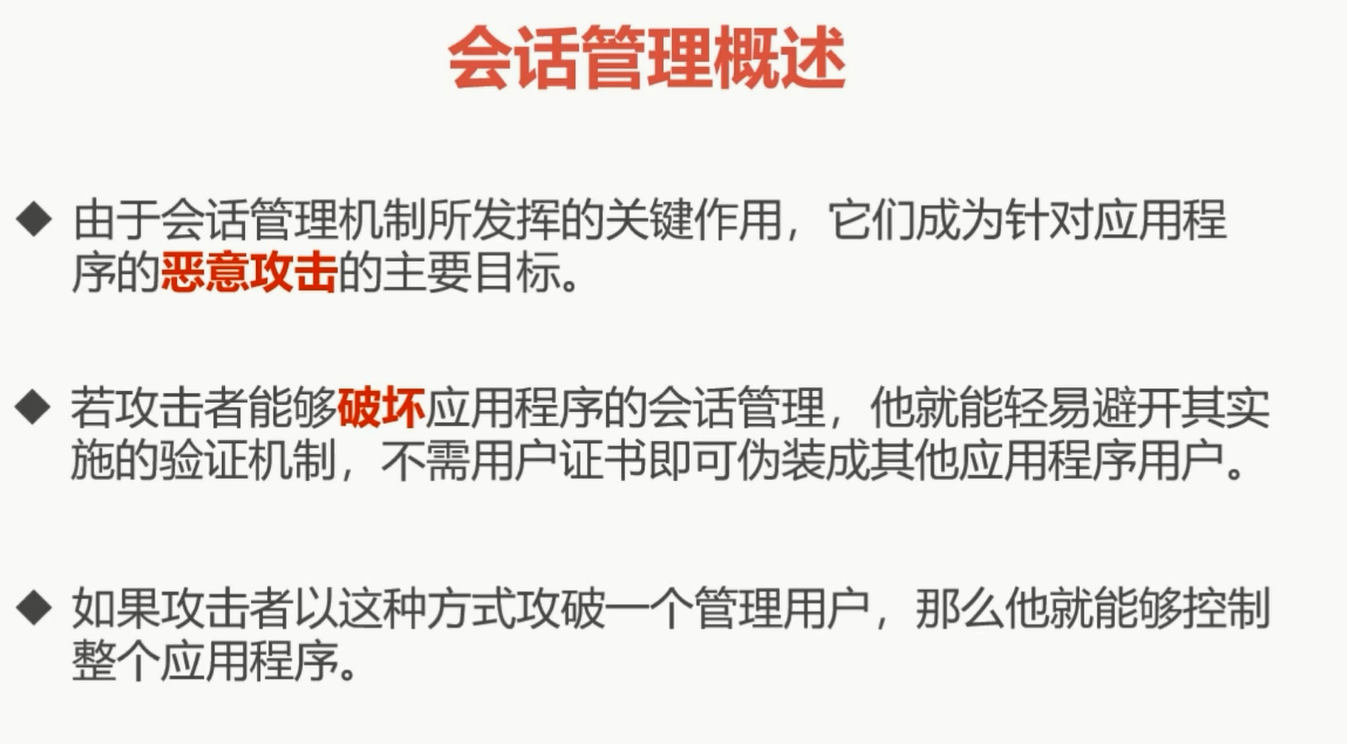 会话管理概述
◆ 由于会话管理机制所发挥的关键作用，它们成为针对应用程
序的恶意攻击的主要目标。
◆ 若攻击者能够破坏应用程序的会话管理，他就能轻易避开其实
施的验证机制，不需用户证书即可伪装成其他应用程序用户。
◆ 如果攻击者以这种方式攻破一个管理用户，那么他就能够控制
整个应用程序。